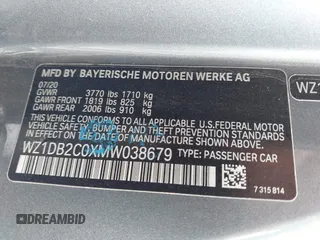 MFD BY BAYERISCHE MOTOREN WERKE AG
07/20
GVWR 3770 lbs 1710 kg
GAWR FRONT 1819 lbs 825 kg
GAWR REAR 2006 lbs 910 kg
THIS VEHICLE CONFORMS TO ALL APPLICABLE U.S.FEDERAL MOTOR
VEHICLE SAFETY, BUMPER, AND THEFT PREVENTION STANDARDS IN EFFECT ON THE
DATE OF MANUFACTURE SHOWN ABOVE.
WZ1DB2C0XMW038679 TYPE: PASSENGER CAR
7 315 814
WZ1
DREAMBID